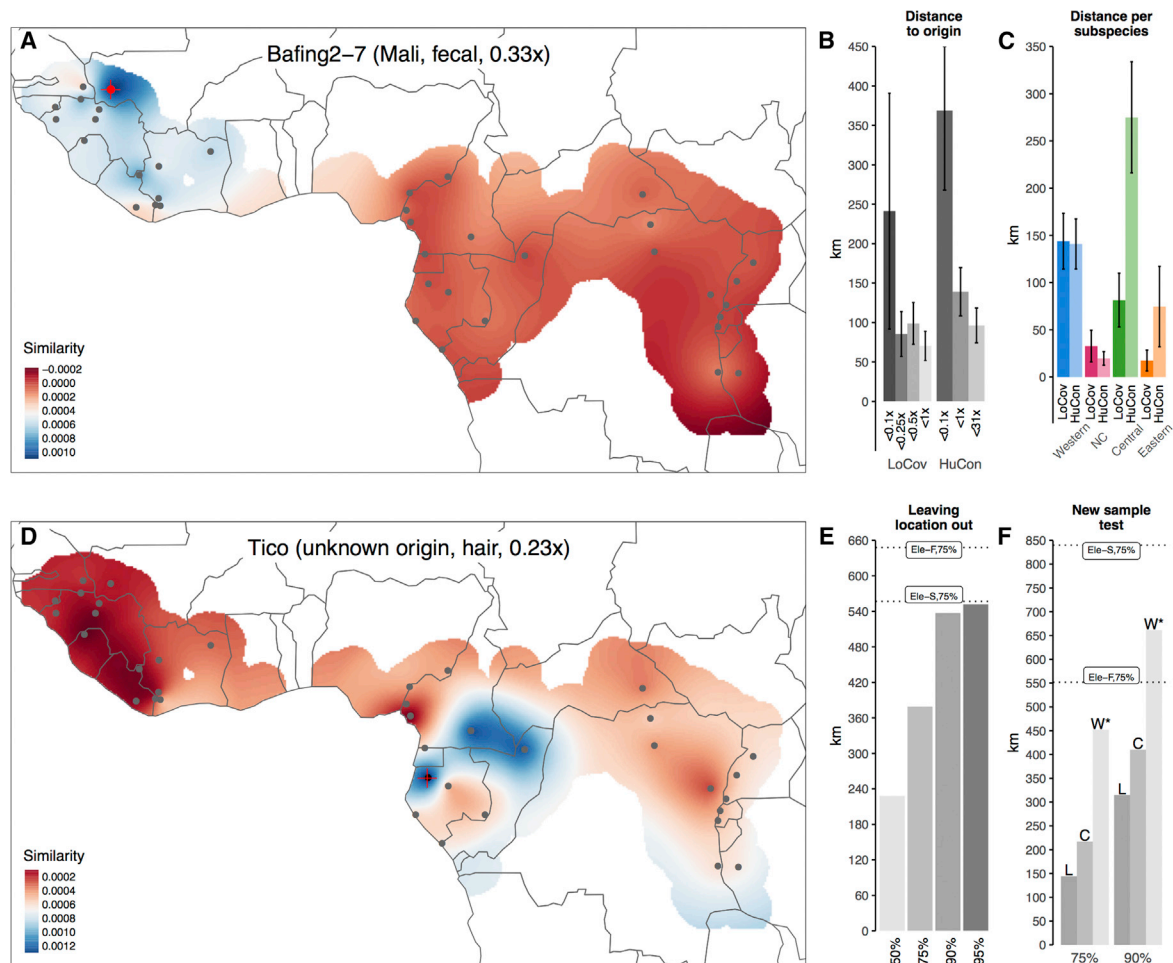 A
Bafing2–7 (Mali, fecal, 0.33x)
Similarity
−0.0002
0.0000
0.0002
0.0004
0.0006
0.0008
0.0010
B
Distance
to origin
450
400
350
300
250
200
150
100
50
0
km
<0.1x
<0.25x
<0.5x
<1x
<0.1x
<1x
<31x
LoCov
HuCon
C
Distance per
subspecies
350
300
250
200
150
100
50
0
km
LoCov
HuCon
LoCov
HuCon
LoCov
HuCon
LoCov
HuCon
Western
NC
Central
Eastern
D
Tico (unknown origin, hair, 0.23x)
Similarity
0.0002
0.0004
0.0006
0.0008
0.0010
0.0012
E
Leaving
location out
660
600
540
480
420
360
300
240
180
120
60
0
km
Ele−F,75%
Ele−S,75%
50%
75%
90%
95%
F
New sample
test
850
800
750
700
650
600
550
500
450
400
350
300
250
200
150
100
50
0
km
Ele−S,75%
Ele−F,75%
L
C
W*
L
C
W*
75%
90%